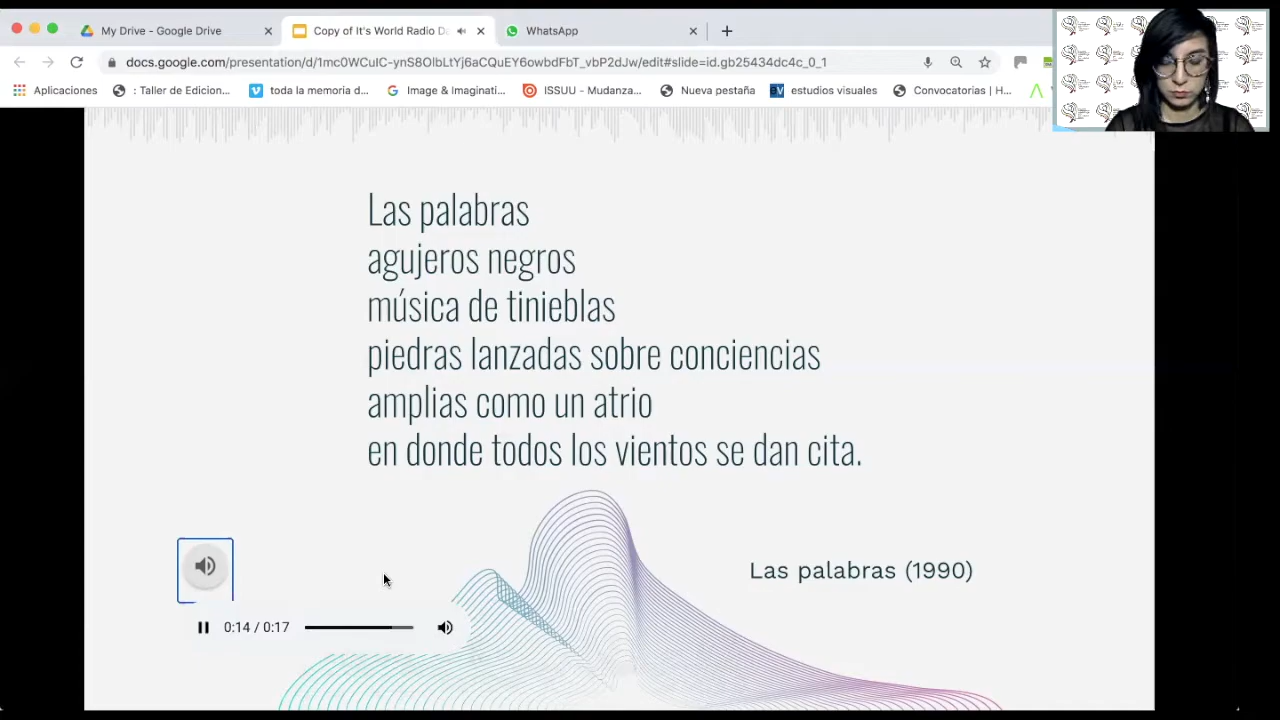 My Drive - Google Drive
Copy of It's World Radio Da
WhatsApp
docs.google.com/presentation/d/1mc0WCuIC-ynS8OlbLtYj6aCQuEY6owbdFbT_vbP2dJw/edit#slide=id.gb25434dc4c_0_1
Aplicaciones
: Taller de Edicion...
toda la memoria d...
Image & Imaginati...
ISSUU - Mudanza...
Nueva pestaña
estudios visuales
Convocatorias | H...
Las palabras
agujeros negros
música de tinieblas
piedras lanzadas sobre conciencias
amplias como un atrio
en donde todos los vientos se dan cita.
Las palabras (1990)
0:14 / 0:17